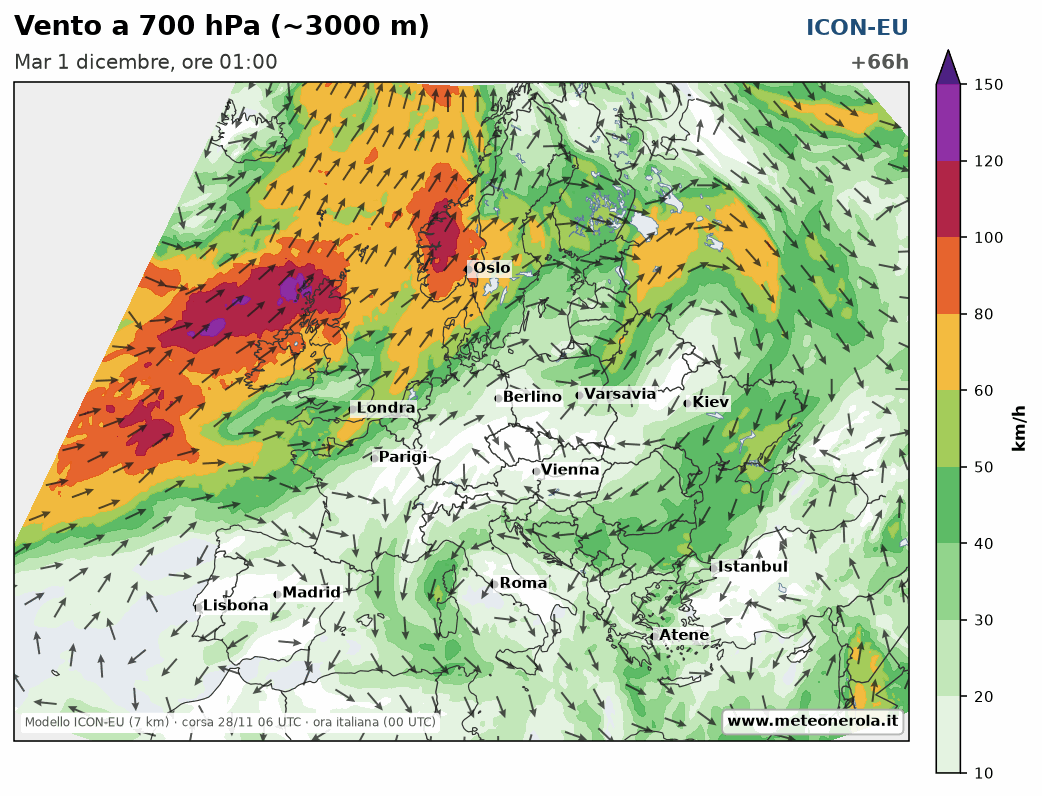 Vento a 700 hPa (~3000 m)
ICON-EU
Mar 1 dicembre, ore 01:00
+66h
150
120
100
80
60
50
40
30
20
10
km/h
Oslo
Berlino
Varsavia
Kiev
Londra
Parigi
Vienna
Istanbul
Roma
Madrid
Lisbona
Atene
Modello ICON-EU (7 km) · corsa 28/11 06 UTC · ora italiana (00 UTC)
www.meteonerola.it